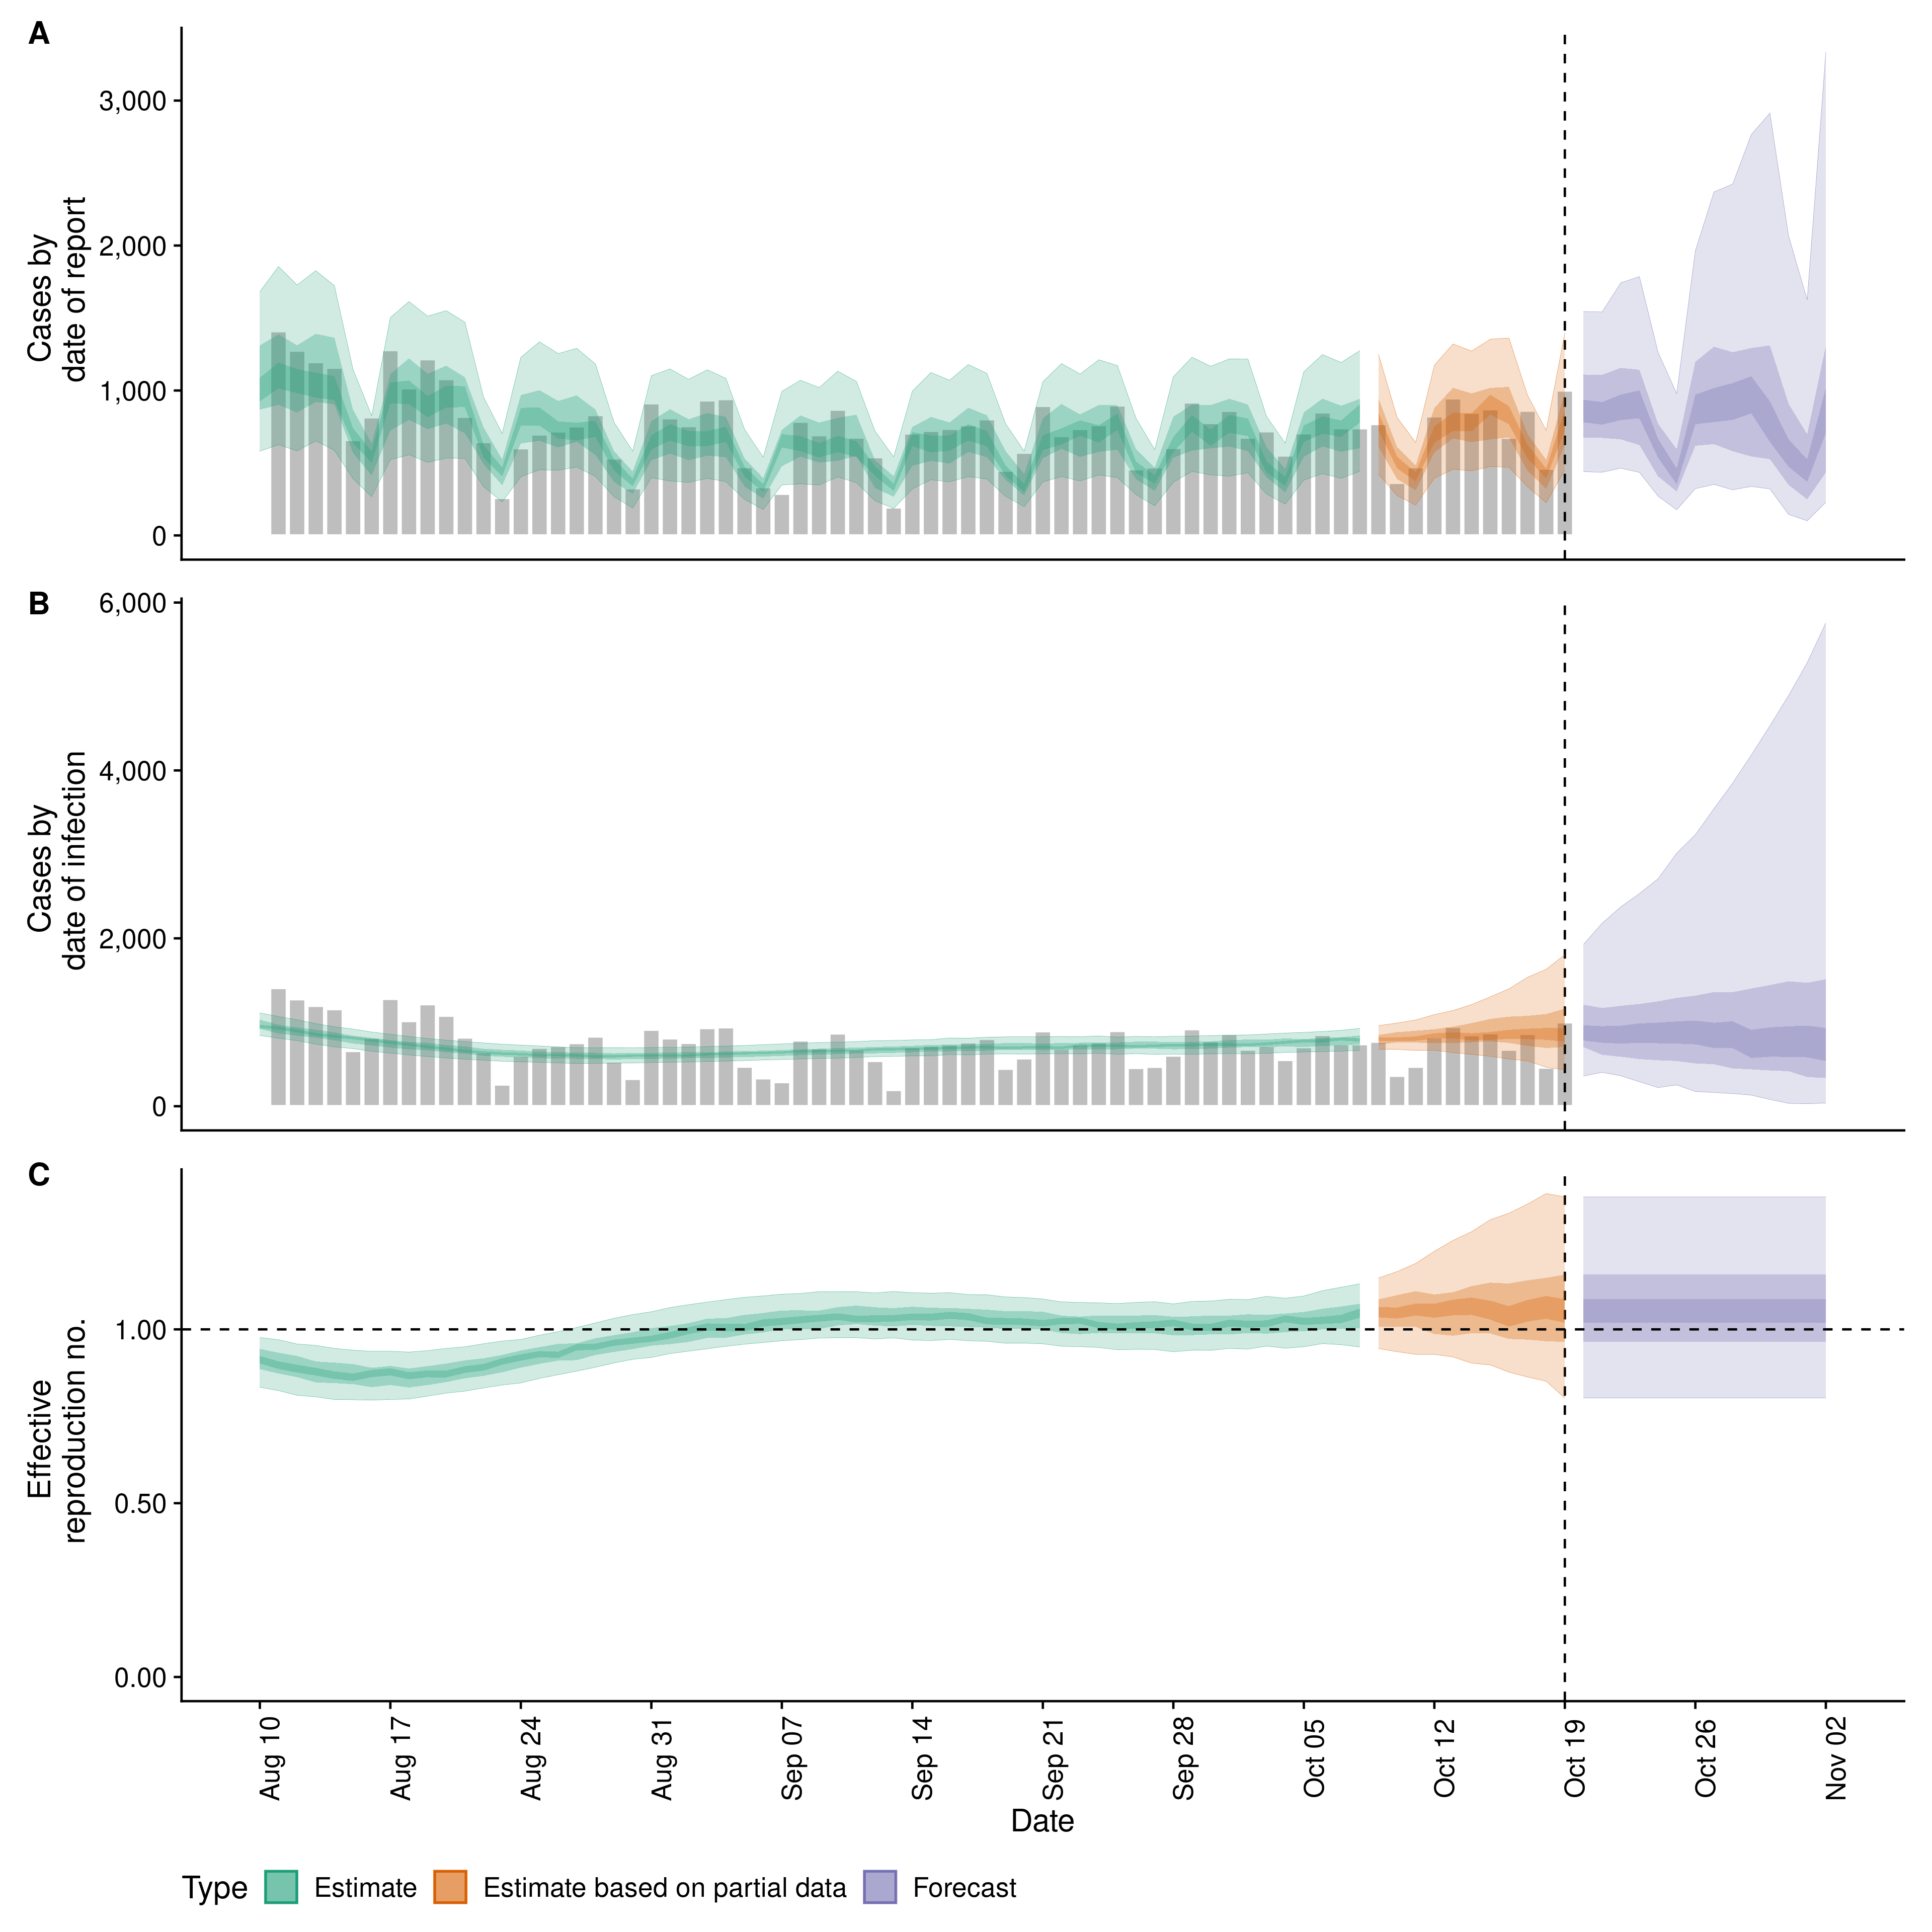 A
3,000
2,000
1,000
0
Cases by
date of report
B
6,000
4,000
2,000
0
Cases by
date of infection
C
1.00
0.50
0.00
Effective
reproduction no.
Aug 10
Aug 17
Aug 24
Aug 31
Sep 07
Sep 14
Sep 21
Sep 28
Oct 05
Oct 12
Oct 19
Oct 26
Nov 02
Date
Type Estimate Estimate based on partial data Forecast